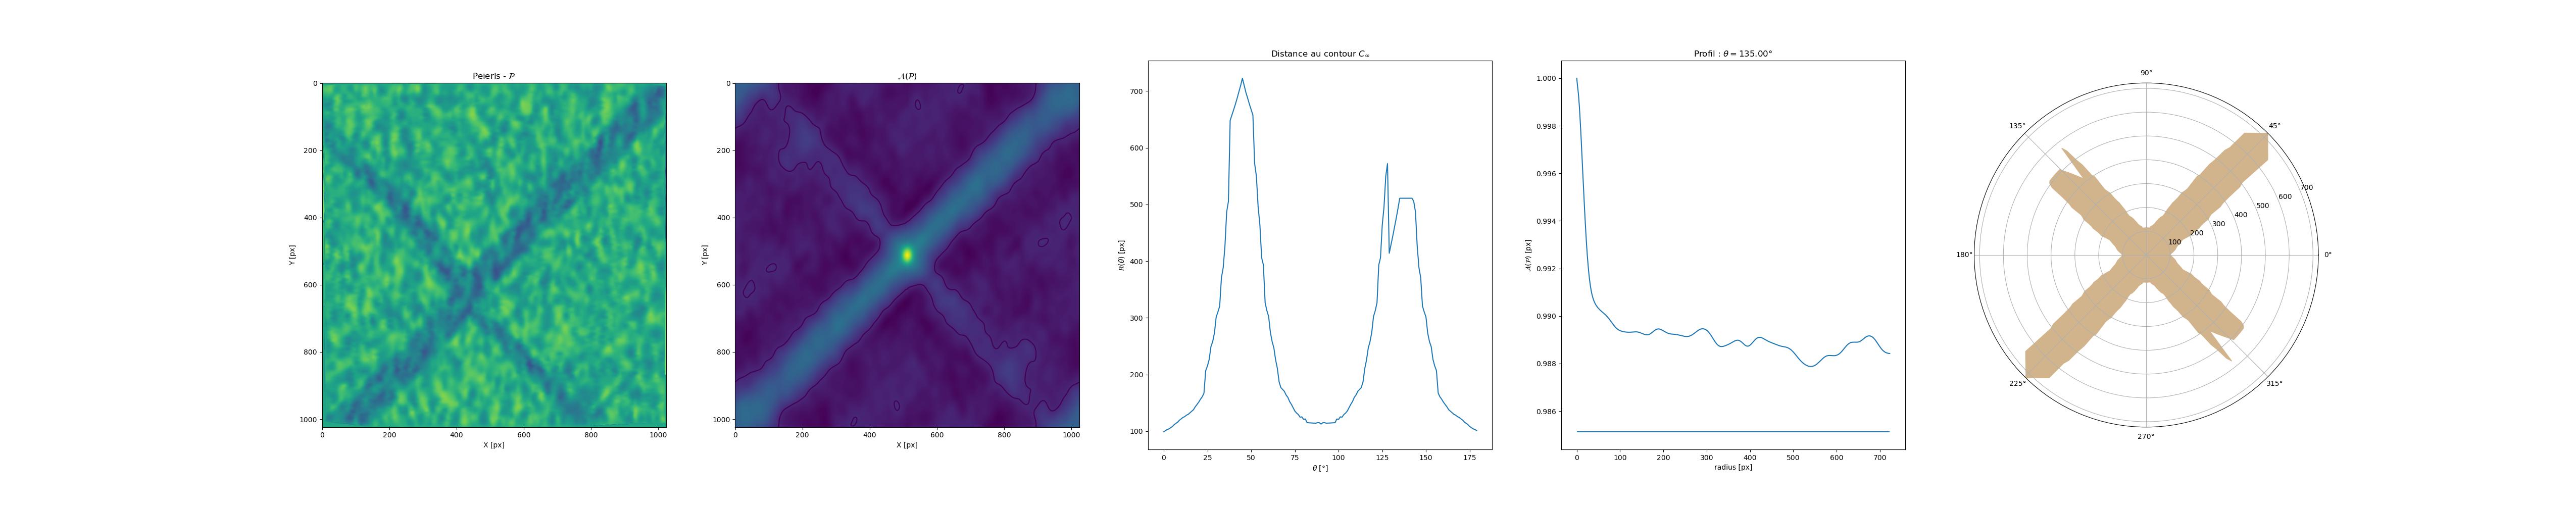 Peierls - 𝒫
0
200
400
600
800
1000
Y [px]
0 200 400 600 800 1000
X [px]
𝒜(𝒫)
0
200
400
600
800
1000
Y [px]
0 200 400 600 800 1000
X [px]
Distance au contour C∞
700
600
500
400
300
200
100
R(θ) [px]
0 25 50 75 100 125 150 175
θ [°]
Profil : θ = 135.00°
1.000
0.998
0.996
0.994
0.992
0.990
0.988
0.986
𝒜(𝒫) [px]
0 100 200 300 400 500 600 700
radius [px]
90°
135° 45°
700
600
500
400
300
200
100
180° 0°
225° 315°
270°